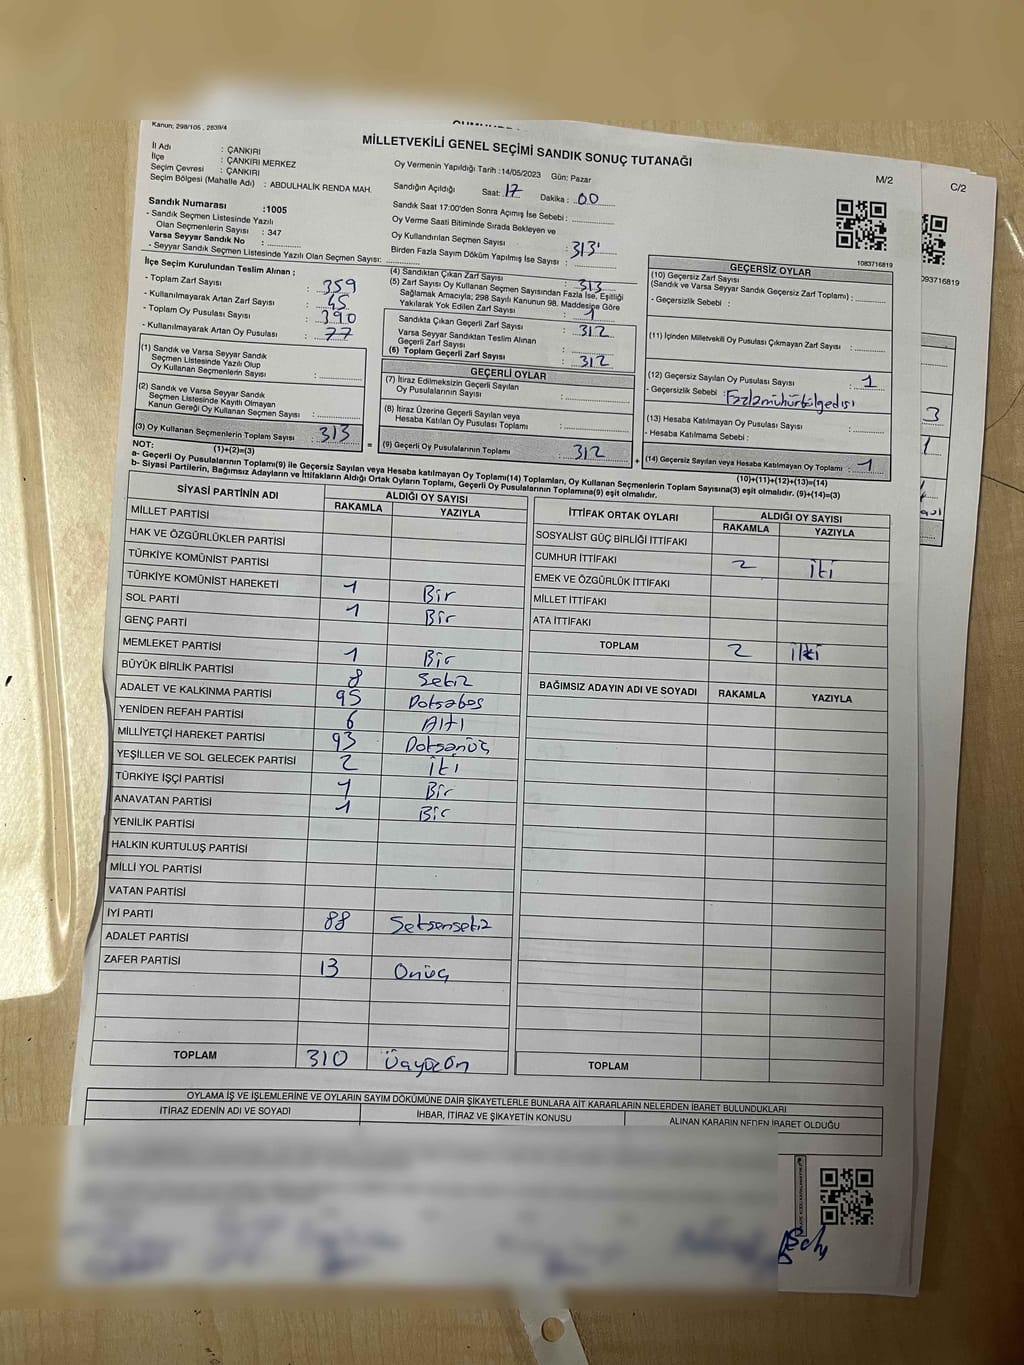 Kanun; 298/105 , 2839/4
MİLLETVEKİLİ GENEL SEÇİMİ SANDIK SONUÇ TUTANAĞI
M/2
C/2
İl Adı : ÇANKIRI
İlçe : ÇANKIRI MERKEZ
Seçim Çevresi : ÇANKIRI
Seçim Bölgesi (Mahalle Adı) : ABDULHALİK RENDA MAH.
Oy Vermenin Yapıldığı Tarih :14/05/2023 Gün: Pazar
Sandığın Açıldığı Saat: 17 Dakika : 00
Sandık Saat 17:00'den Sonra Açımış İse Sebebi :
Oy Verme Saati Bitiminde Sırada Bekleyen ve
Oy Kullandırılan Seçmen Sayısı : 313
Birden Fazla Sayım Döküm Yapılmış İse Sayısı :
Sandık Numarası :1005
- Sandık Seçmen Listesinde Yazılı
Olan Seçmenlerin Sayısı : 347
Varsa Seyyar Sandık No :
- Seyyar Sandık Seçmen Listesinde Yazılı Olan Seçmen Sayısı:
1083716819
093716819
İlçe Seçim Kurulundan Teslim Alınan ;
- Toplam Zarf Sayısı : 359
- Kullanılmayarak Artan Zarf Sayısı : 45
- Toplam Oy Pusulası Sayısı : 390
- Kullanılmayarak Artan Oy Pusulası : 77
(1) Sandık ve Varsa Seyyar Sandık
Seçmen Listesinde Yazılı Olup
Oy Kullanan Seçmenlerin Sayısı :
(2) Sandık ve Varsa Seyyar Sandık
Seçmen Listesinde Kayıtlı Olmayan
Kanun Gereği Oy Kullanan Seçmen Sayısı :
(3) Oy Kullanan Seçmenlerin Toplam Sayısı : 313
(1)+(2)=(3)
(4) Sandıktan Çıkan Zarf Sayısı : 313
(5) Zarf Sayısı Oy Kullanan Seçmen Sayısından Fazla İse, Eşitliği
Sağlamak Amacıyla; 298 Sayılı Kanunun 98. Maddesine Göre
Yakılarak Yok Edilen Zarf Sayısı : 1
Sandıkta Çıkan Geçerli Zarf Sayısı : 312
Varsa Seyyar Sandıktan Teslim Alınan
Geçerli Zarf Sayısı :
(6) Toplam Geçerli Zarf Sayısı : 312
GEÇERLİ OYLAR
(7) İtiraz Edilmeksizin Geçerli Sayılan
Oy Pusulalarının Sayısı :
(8) İtiraz Üzerine Geçerli Sayılan veya
Hesaba Katılan Oy Pusulası Toplamı :
= (9) Geçerli Oy Pusulalarının Toplamı : 312
GEÇERSİZ OYLAR
(10) Geçersiz Zarf Sayısı
(Sandık ve Varsa Seyyar Sandık Geçersiz Zarf Toplamı) :
- Geçersizlik Sebebi :
(11) İçinden Milletvekili Oy Pusulası Çıkmayan Zarf Sayısı :
(12) Geçersiz Sayılan Oy Pusulası Sayısı : 1
- Geçersizlik Sebebi :
(13) Hesaba Katılmayan Oy Pusulası Sayısı :
- Hesaba Katılmama Sebebi :
+ (14) Geçersiz Sayılan veya Hesaba Katılmayan Oy Toplamı : 1
(10)+(11)+(12)+(13)=(14)
3
NOT:
a- Geçerli Oy Pusulalarının Toplamı(9) ile Geçersiz Sayılan veya Hesaba katılmayan Oy Toplamı(14) Toplamları, Oy Kullanan Seçmenlerin Toplam Sayısına(3) eşit olmalıdır. (9)+(14)=(3)
b- Siyasi Partilerin, Bağımsız Adayların ve İttifakların Aldığı Ortak Oyların Toplamı, Geçerli Oy Pusulalarının Toplamına(9) eşit olmalıdır.
SİYASİ PARTİNİN ADI ALDIĞI OY SAYISI
RAKAMLA YAZIYLA
MİLLET PARTİSİ
HAK VE ÖZGÜRLÜKLER PARTİSİ
TÜRKİYE KOMÜNİST PARTİSİ
TÜRKİYE KOMÜNİST HAREKETİ 1 Bir
SOL PARTİ 1 Bir
GENÇ PARTİ
MEMLEKET PARTİSİ 1 Bir
BÜYÜK BİRLİK PARTİSİ 8 Sekiz
ADALET VE KALKINMA PARTİSİ 95 Doksabeş
YENİDEN REFAH PARTİSİ 6 Altı
MİLLİYETÇİ HAREKET PARTİSİ 93 Doksanüç
YEŞİLLER VE SOL GELECEK PARTİSİ 2 iki
TÜRKİYE İŞÇİ PARTİSİ 1 Bir
ANAVATAN PARTİSİ 1 Bir
YENİLİK PARTİSİ
HALKIN KURTULUŞ PARTİSİ
MİLLİ YOL PARTİSİ
VATAN PARTİSİ
İYİ PARTİ 88 Seksensekiz
ADALET PARTİSİ
ZAFER PARTİSİ 13 Onüç
TOPLAM 310 Üçyüzon
İTTİFAK ORTAK OYLARI ALDIĞI OY SAYISI
RAKAMLA YAZIYLA
SOSYALİST GÜÇ BİRLİĞİ İTTİFAKI
CUMHUR İTTİFAKI 2 iki
EMEK VE ÖZGÜRLÜK İTTİFAKI
MİLLET İTTİFAKI
ATA İTTİFAKI
TOPLAM 2 iki
BAĞIMSIZ ADAYIN ADI VE SOYADI RAKAMLA YAZIYLA
TOPLAM
OYLAMA İŞ VE İŞLEMLERİNE VE OYLARIN SAYIM DÖKÜMÜNE DAİR ŞİKAYETLERLE BUNLARA AİT KARARLARIN NELERDEN İBARET BULUNDUKLARI
İTİRAZ EDENİN ADI VE SOYADI İHBAR, İTİRAZ VE ŞİKAYETİN KONUSU ALINAN KARARIN NEDEN İBARET OLDUĞU